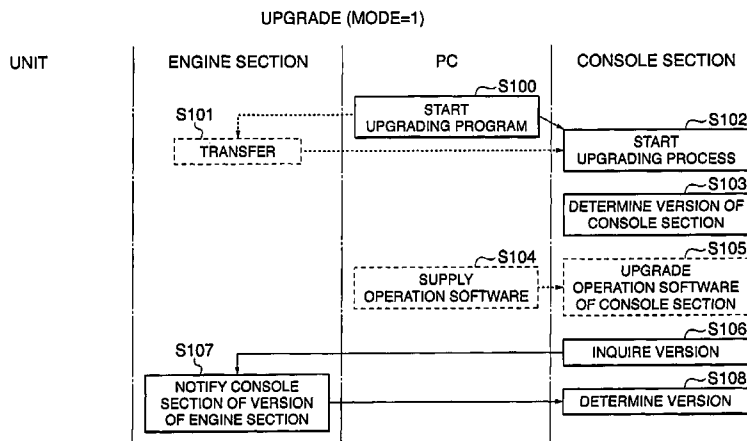 UPGRADE (MODE=1)
UNIT
ENGINE SECTION
PC
CONSOLE SECTION
S100
START
UPGRADING PROGRAM
S101
TRANSFER
S102
START
UPGRADING PROCESS
S103
DETERMINE VERSION OF
CONSOLE SECTION
S104
SUPPLY
OPERATION SOFTWARE
S105
UPGRADE
OPERATION SOFTWARE
OF CONSOLE SECTION
S106
INQUIRE VERSION
S107
NOTIFY CONSOLE
SECTION OF VERSION
OF ENGINE SECTION
S108
DETERMINE VERSION